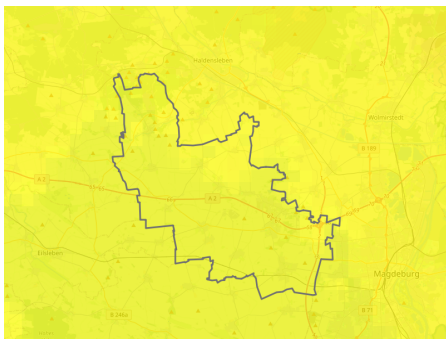 Haldensleben
Wolmirstedt
B 189
A 2
A 2
Eilsleben
Magdeburg
B 246a
B 71